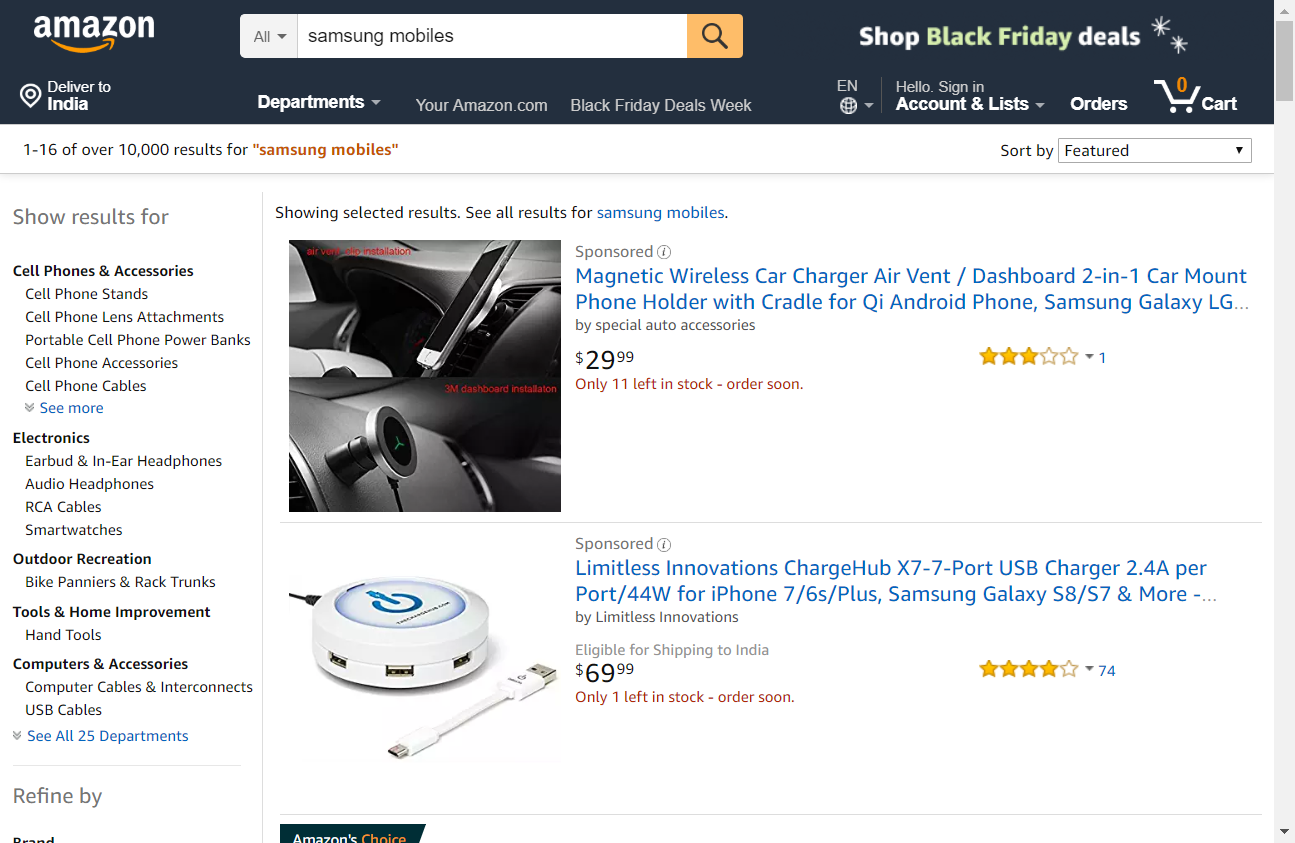 amazon
All
samsung mobiles
Shop Black Friday deals
Deliver to
India
Departments
Your Amazon.com
Black Friday Deals Week
EN
Hello. Sign in
Account & Lists
Orders
0
Cart
1-16 of over 10,000 results for "samsung mobiles"
Sort by
Featured
Show results for
Cell Phones & Accessories
Cell Phone Stands
Cell Phone Lens Attachments
Portable Cell Phone Power Banks
Cell Phone Accessories
Cell Phone Cables
See more
Electronics
Earbud & In-Ear Headphones
Audio Headphones
RCA Cables
Smartwatches
Outdoor Recreation
Bike Panniers & Rack Trunks
Tools & Home Improvement
Hand Tools
Computers & Accessories
Computer Cables & Interconnects
USB Cables
See All 25 Departments
Refine by
Brand
Showing selected results. See all results for samsung mobiles.
air vent clip installation
3M dashboard installaton
Sponsored
Magnetic Wireless Car Charger Air Vent / Dashboard 2-in-1 Car Mount
Phone Holder with Cradle for Qi Android Phone, Samsung Galaxy LG...
by special auto accessories
$29 99
1
Only 11 left in stock - order soon.
THECHARGEHUB.COM
Sponsored
Limitless Innovations ChargeHub X7-7-Port USB Charger 2.4A per
Port/44W for iPhone 7/6s/Plus, Samsung Galaxy S8/S7 & More -...
by Limitless Innovations
Eligible for Shipping to India
$69 99
74
Only 1 left in stock - order soon.
Amazon's Choice